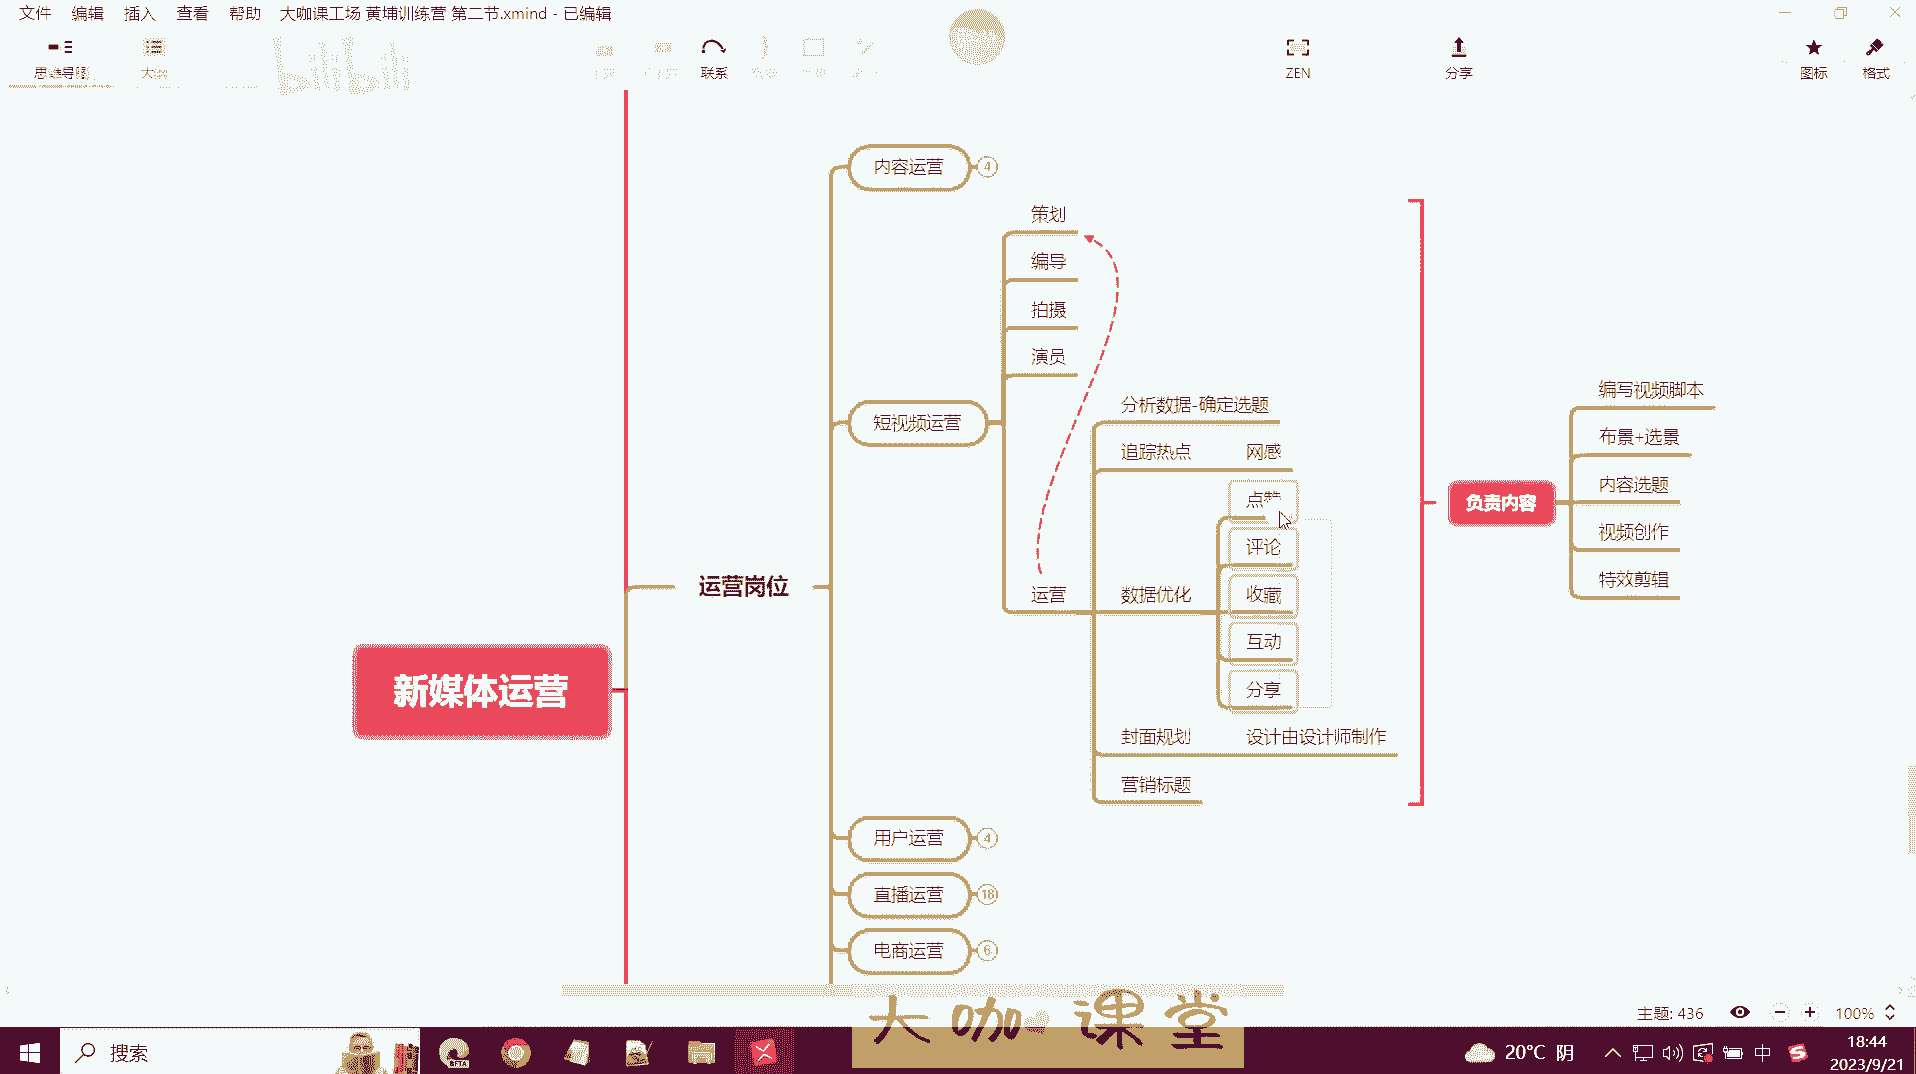 文件 编辑 插入 查看 帮助 大咖课工场 黄埔训练营 第二节.xmind - 已编辑
思维导图 大纲 联系 ZEN 分享 图标 格式
bilibili
内容运营 4
策划
编导
拍摄
演员
分析数据-确定选题
编写视频脚本
短视频运营
布景+选景
追踪热点 网感
内容选题
点赞
负责内容
视频创作
评论
特效剪辑
运营岗位
运营 数据优化 收藏
互动
新媒体运营
分享
封面规划 设计由设计师制作
营销标题
用户运营 4
直播运营 18
电商运营 6
主题: 436 100%
大咖课堂
搜索 20°C 阴 中 18:44
2023/9/21